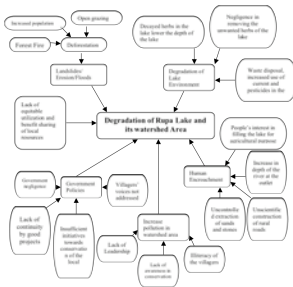 Increased population
Open grazing
Forest Fire
Deforestation
Landslides/
Erosion/Floods
Decayed herbs in the
lake lower the depth of
the lake
Negligence in
removing the
unwanted herbs of the
lake
Degradation of
Lake
Environment
Waste disposal,
increased use of
cement and
pesticides in the
Lack of
equitable
utilization and
benefit sharing
of local
resources
Degradation of Rupa Lake and
its watershed Area
People's interest in
filling the lake for
agricultural purpose
Increase in
depth of the
river at the
outlet
Human
Encroachment
Uncontrolle
d extraction
of sands
and stones
Unscientific
construction
of rural
roads
Government
negligence
Government
Policies
Villagers'
voices not
addressed
Lack of
continuity
by good
projects
Insufficient
initiatives
towards
conservatio
n of the
local
Increase
pollution in
watershed area
Lack of
Leadership
Lack of
awareness in
conservation
Illiteracy of
the villagers